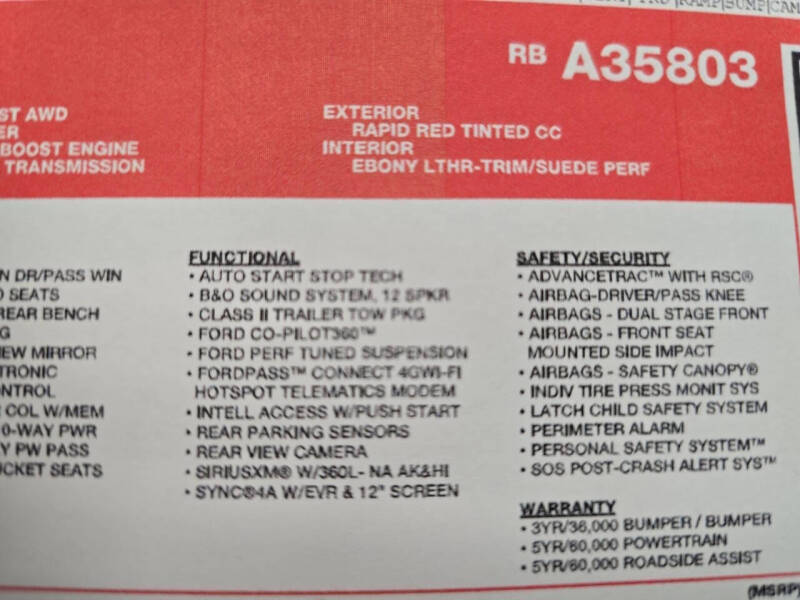 RB A35803
ST AWD
ER
BOOST ENGINE
TRANSMISSION
EXTERIOR
RAPID RED TINTED CC
INTERIOR
EBONY LTHR-TRIM/SUEDE PERF
N DR/PASS WIN
SEATS
REAR BENCH
G
EW MIRROR
TRONIC
NTROL
COL W/MEM
10-WAY PWR
Y PW PASS
UCKET SEATS
FUNCTIONAL
• AUTO START STOP TECH
• B&O SOUND SYSTEM, 12 SPKR
• CLASS II TRAILER TOW PKG
• FORD CO-PILOT360™
• FORD PERF TUNED SUSPENSION
• FORDPASS™ CONNECT 4GWI-FI
HOTSPOT TELEMATICS MODEM
• INTELL ACCESS W/PUSH START
• REAR PARKING SENSORS
• REAR VIEW CAMERA
• SIRIUSXM® W/360L- NA AK&HI
• SYNC®4A W/EVR & 12" SCREEN
SAFETY/SECURITY
• ADVANCETRAC™ WITH RSC®
• AIRBAG-DRIVER/PASS KNEE
• AIRBAGS - DUAL STAGE FRONT
• AIRBAGS - FRONT SEAT
MOUNTED SIDE IMPACT
• AIRBAGS - SAFETY CANOPY®
• INDIV TIRE PRESS MONIT SYS
• LATCH CHILD SAFETY SYSTEM
• PERIMETER ALARM
• PERSONAL SAFETY SYSTEM™
• SOS POST-CRASH ALERT SYS™
WARRANTY
• 3YR/36,000 BUMPER / BUMPER
• 5YR/60,000 POWERTRAIN
• 5YR/60,000 ROADSIDE ASSIST
(MSRP)